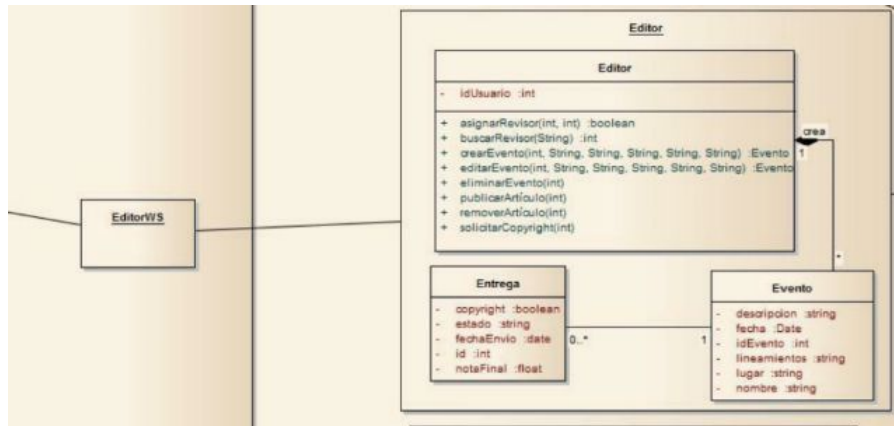 Editor
Editor
- idUsuario :int
+ asignarRevisor(int, int) :boolean
+ buscarRevisor(String) :int
+ crearEvento(int, String, String, String, String, String) :Evento
+ editarEvento(int, String, String, String, String, String) :Evento
+ eliminarEvento(int)
+ publicarArtículo(int)
+ removerArtículo(int)
+ solicitarCopyright(int)
crea
1
EditorWS
*
Entrega
- copyright :boolean
- estado :string
- fechaEnvio :date
- id :int
- notaFinal :float
0..*
1
Evento
- descripcion :string
- fecha :Date
- idEvento :int
- lineamientos :string
- lugar :string
- nombre :string